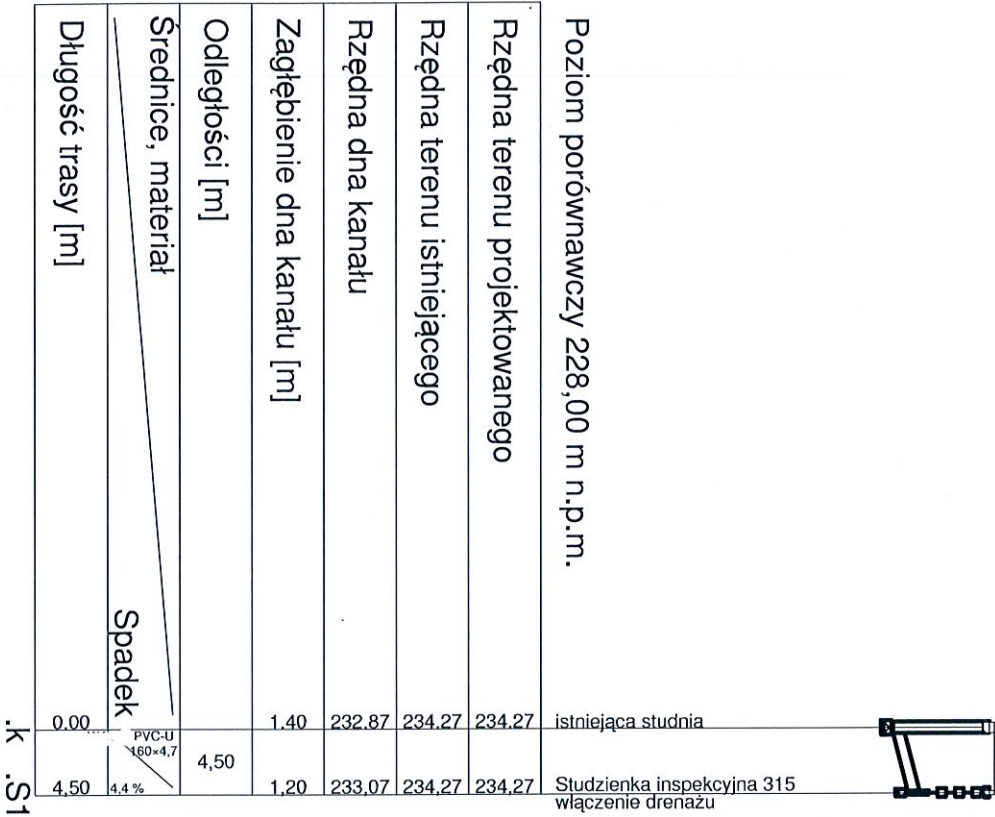 Poziom porównawczy 228,00 m n.p.m.
istniejąca studnia
Studzienka inspekcyjna 315
włączenie drenażu
Rzędna terenu projektowanego
234,27
234,27
Rzędna terenu istniejącego
234,27
234,27
Rzędna dna kanału
232,87
233,07
Zagłębienie dna kanału [m]
1,40
1,20
Odległości [m]
4,50
Średnice, materiał
Spadek
PVC-U
160×4,7
4,4 %
Długość trasy [m]
0,00
4,50
.k
.S1